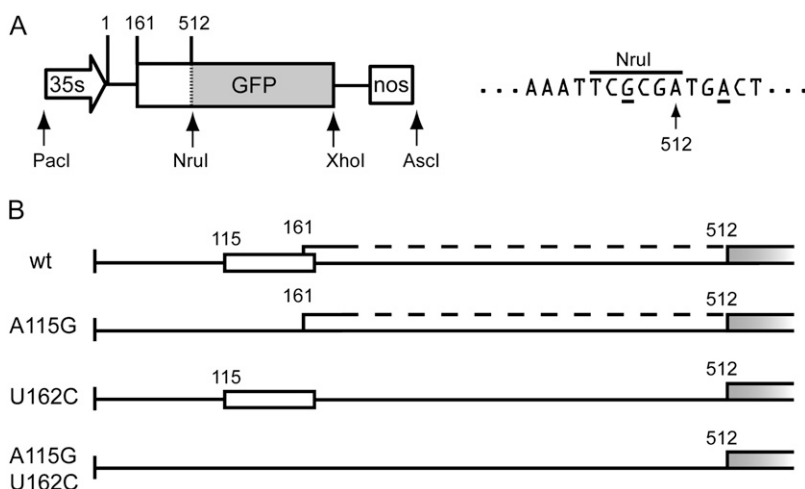 A
1 161 512
35s GFP nos
PacI NruI XhoI AscI
NruI
...AAATTCGCGATGACT...
512
B
wt 115 161 512
A115G 161 512
U162C 115 512
A115G 512
U162C